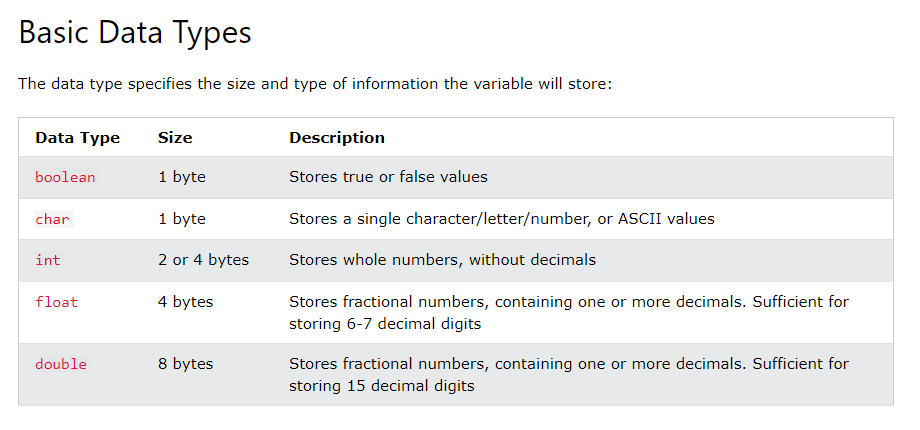 Basic Data Types
The data type specifies the size and type of information the variable will store:
Data Type Size Description
boolean 1 byte Stores true or false values
char 1 byte Stores a single character/letter/number, or ASCII values
int 2 or 4 bytes Stores whole numbers, without decimals
float 4 bytes Stores fractional numbers, containing one or more decimals. Sufficient for
storing 6-7 decimal digits
double 8 bytes Stores fractional numbers, containing one or more decimals. Sufficient for
storing 15 decimal digits